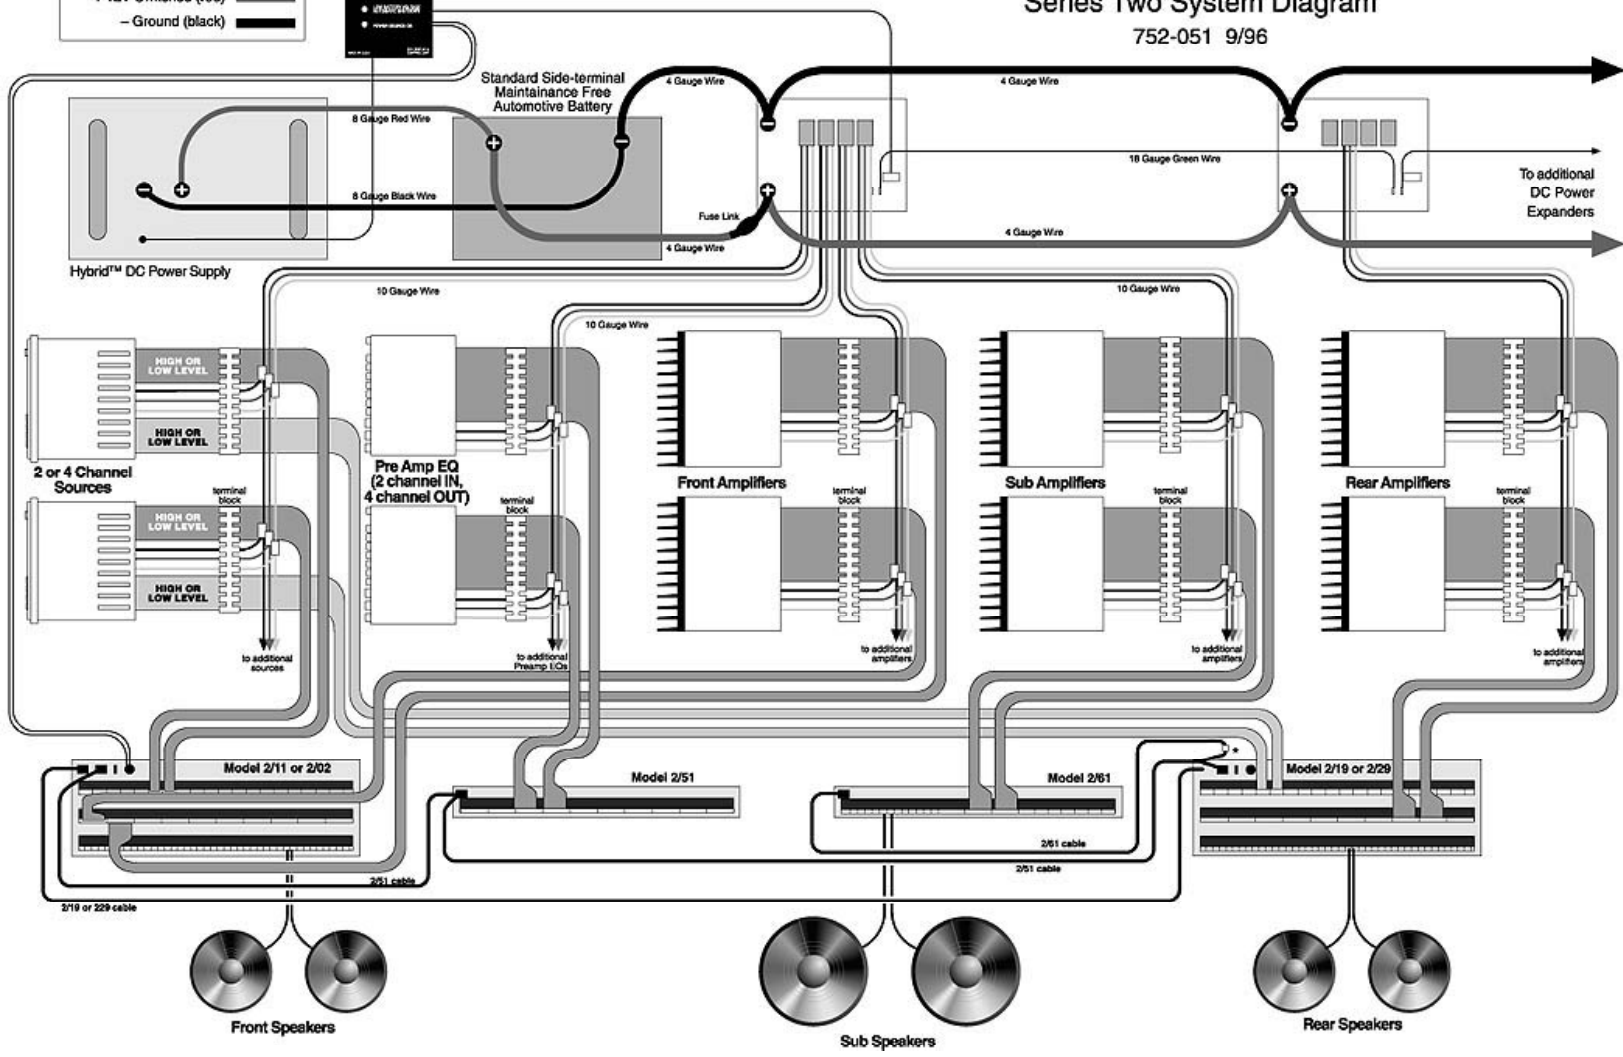 – Ground (black)
Series Two System Diagram
752-051 9/96
Standard Side-terminal
Maintainance Free
Automotive Battery
4 Gauge Wire
4 Gauge Wire
8 Gauge Red Wire
18 Gauge Green Wire
To additional
DC Power
Expanders
8 Gauge Black Wire
Fuse Link
4 Gauge Wire
4 Gauge Wire
Hybrid™ DC Power Supply
10 Gauge Wire
10 Gauge Wire
10 Gauge Wire
HIGH OR
LOW LEVEL
HIGH OR
LOW LEVEL
2 or 4 Channel
Sources
Pre Amp EQ
(2 channel IN,
4 channel OUT)
Front Amplifiers
Sub Amplifiers
Rear Amplifiers
terminal
block
terminal
block
terminal
block
terminal
block
terminal
block
HIGH OR
LOW LEVEL
HIGH OR
LOW LEVEL
to additional
sources
to additional
Preamp EQs
to additional
amplifiers
to additional
amplifiers
to additional
amplifiers
Model 2/11 or 2/02
Model 2/51
Model 2/61
*
Model 2/19 or 2/29
2/61 cable
2/51 cable
2/51 cable
2/19 or 229 cable
Front Speakers
Sub Speakers
Rear Speakers